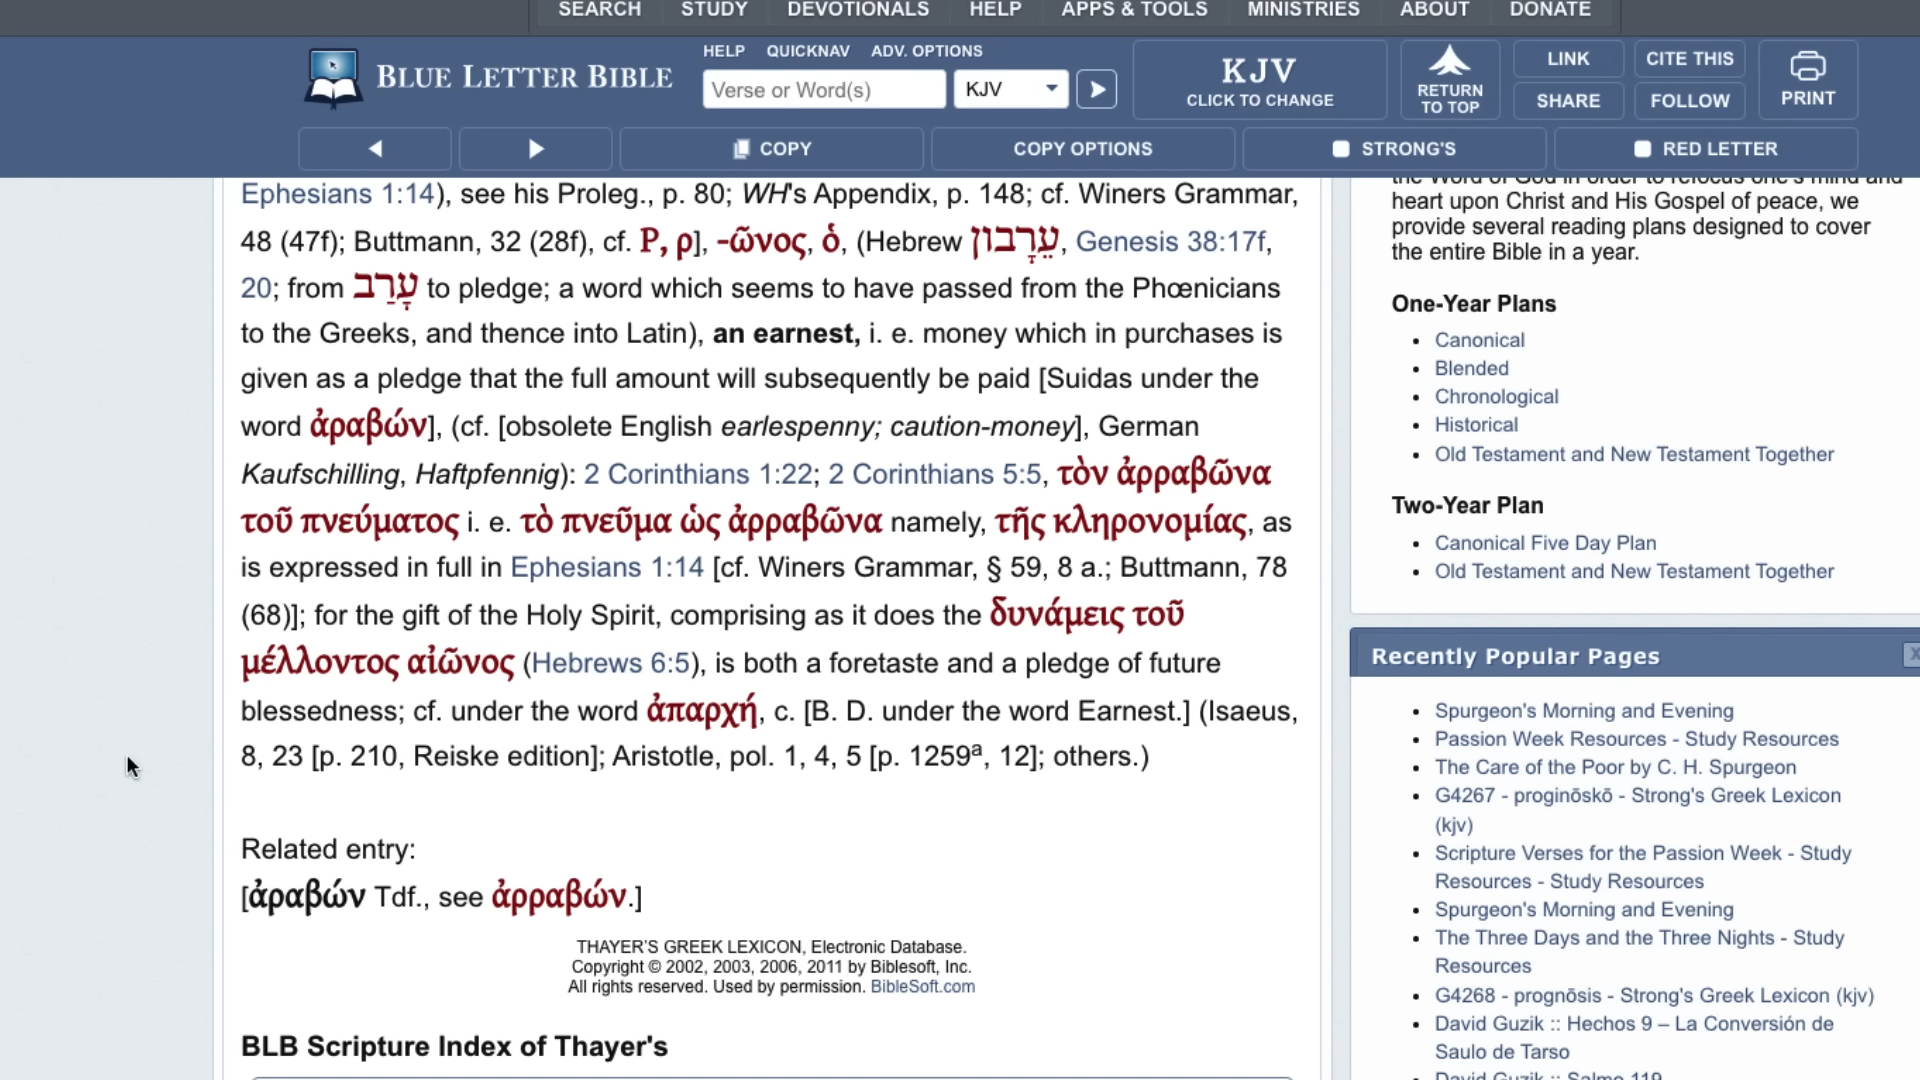 SEARCH STUDY DEVOTIONALS HELP APPS & TOOLS MINISTRIES ABOUT DONATE
BLUE LETTER BIBLE
HELP QUICKNAV ADV. OPTIONS
Verse or Word(s) KJV
KJV
CLICK TO CHANGE
RETURN
TO TOP
LINK
CITE THIS
SHARE
FOLLOW
PRINT
COPY COPY OPTIONS STRONG'S RED LETTER
Ephesians 1:14), see his Proleg., p. 80; WH's Appendix, p. 148; cf. Winers Grammar,
48 (47f); Buttmann, 32 (28f), cf. Ρ, ρ], -ῶνος, ὁ, (Hebrew עֵרָבון, Genesis 38:17f,
20; from עָרַב to pledge; a word which seems to have passed from the Phœnicians
to the Greeks, and thence into Latin), an earnest, i. e. money which in purchases is
given as a pledge that the full amount will subsequently be paid [Suidas under the
word ἀραβών], (cf. [obsolete English earlespenny; caution-money], German
Kaufschilling, Haftpfennig): 2 Corinthians 1:22; 2 Corinthians 5:5, τὸν ἀρραβῶνα
τοῦ πνεύματος i. e. τὸ πνεῦμα ὡς ἀρραβῶνα namely, τῆς κληρονομίας, as
is expressed in full in Ephesians 1:14 [cf. Winers Grammar, § 59, 8 a.; Buttmann, 78
(68)]; for the gift of the Holy Spirit, comprising as it does the δυνάμεις τοῦ
μέλλοντος αἰῶνος (Hebrews 6:5), is both a foretaste and a pledge of future
blessedness; cf. under the word ἀπαρχή, c. [B. D. under the word Earnest.] (Isaeus,
8, 23 [p. 210, Reiske edition]; Aristotle, pol. 1, 4, 5 [p. 1259ª, 12]; others.)
Related entry:
[ἀραβών Tdf., see ἀρραβών.]
THAYER'S GREEK LEXICON, Electronic Database.
Copyright © 2002, 2003, 2006, 2011 by Biblesoft, Inc.
All rights reserved. Used by permission. BibleSoft.com
BLB Scripture Index of Thayer's
the Word of God in order to refocus one's mind and
heart upon Christ and His Gospel of peace, we
provide several reading plans designed to cover
the entire Bible in a year.
One-Year Plans
Canonical
Blended
Chronological
Historical
Old Testament and New Testament Together
Two-Year Plan
Canonical Five Day Plan
Old Testament and New Testament Together
Recently Popular Pages
X
Spurgeon's Morning and Evening
Passion Week Resources - Study Resources
The Care of the Poor by C. H. Spurgeon
G4267 - proginōskō - Strong's Greek Lexicon
(kjv)
Scripture Verses for the Passion Week - Study
Resources - Study Resources
Spurgeon's Morning and Evening
The Three Days and the Three Nights - Study
Resources
G4268 - prognōsis - Strong's Greek Lexicon (kjv)
David Guzik :: Hechos 9 – La Conversión de
Saulo de Tarso
David Guzik :: Salmo 119